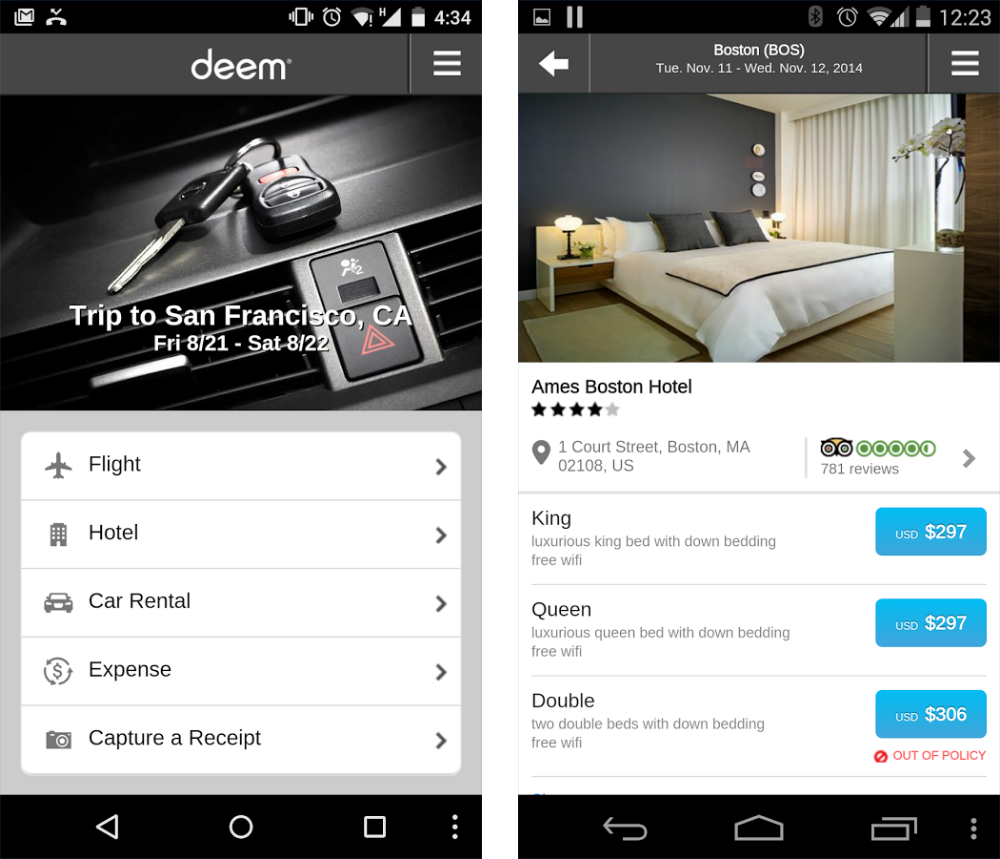 H
4:34
deem
Trip to San Francisco, CA
Fri 8/21 - Sat 8/22
Flight
Hotel
Car Rental
Expense
Capture a Receipt
12:23
Boston (BOS)
Tue. Nov. 11 - Wed. Nov. 12, 2014
Ames Boston Hotel
1 Court Street, Boston, MA
02108, US
781 reviews
King
luxurious king bed with down bedding
free wifi
USD $297
Queen
luxurious queen bed with down bedding
free wifi
USD $297
Double
two double beds with down bedding
free wifi
USD $306
OUT OF POLICY